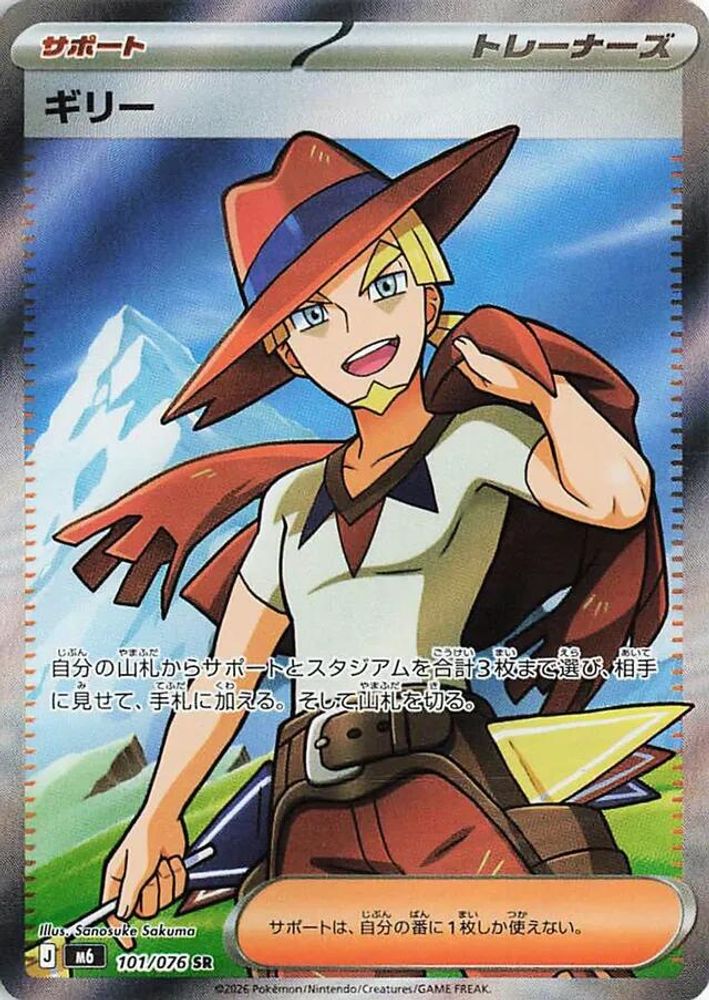 サポート
トレーナーズ
ギリー
自分の山札からサポートとスタジアムを合計3枚まで選び、相手
に見せて、手札に加える。そして山札を切る。
サポートは、自分の番に1枚しか使えない。
Illus. Sanosuke Sakuma
J M6 101/076 SR
©2026 Pokémon/Nintendo/Creatures/GAME FREAK.